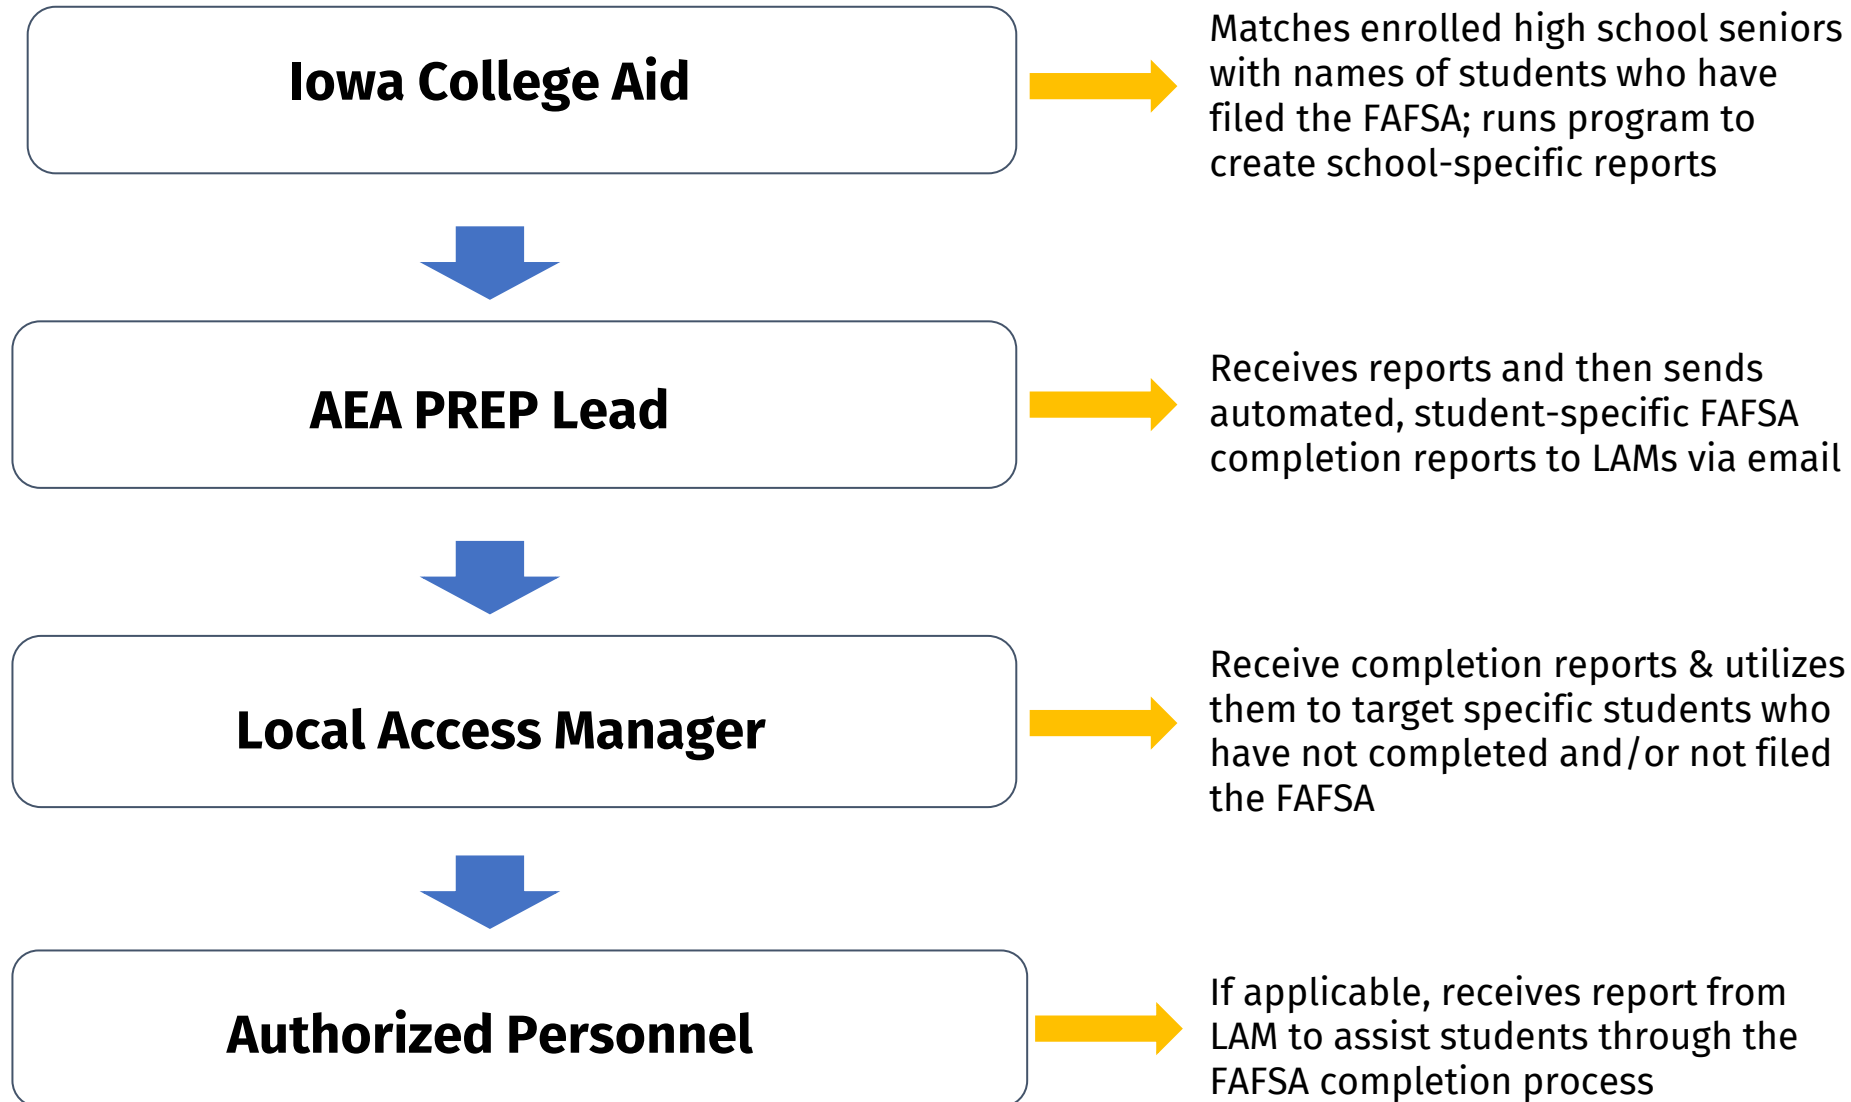 Iowa College Aid
Matches enrolled high school seniors
with names of students who have
filed the FAFSA; runs program to
create school-specific reports
AEA PREP Lead
Receives reports and then sends
automated, student-specific FAFSA
completion reports to LAMs via email
Local Access Manager
Receive completion reports & utilizes
them to target specific students who
have not completed and/or not filed
the FAFSA
Authorized Personnel
If applicable, receives report from
LAM to assist students through the
FAFSA completion process